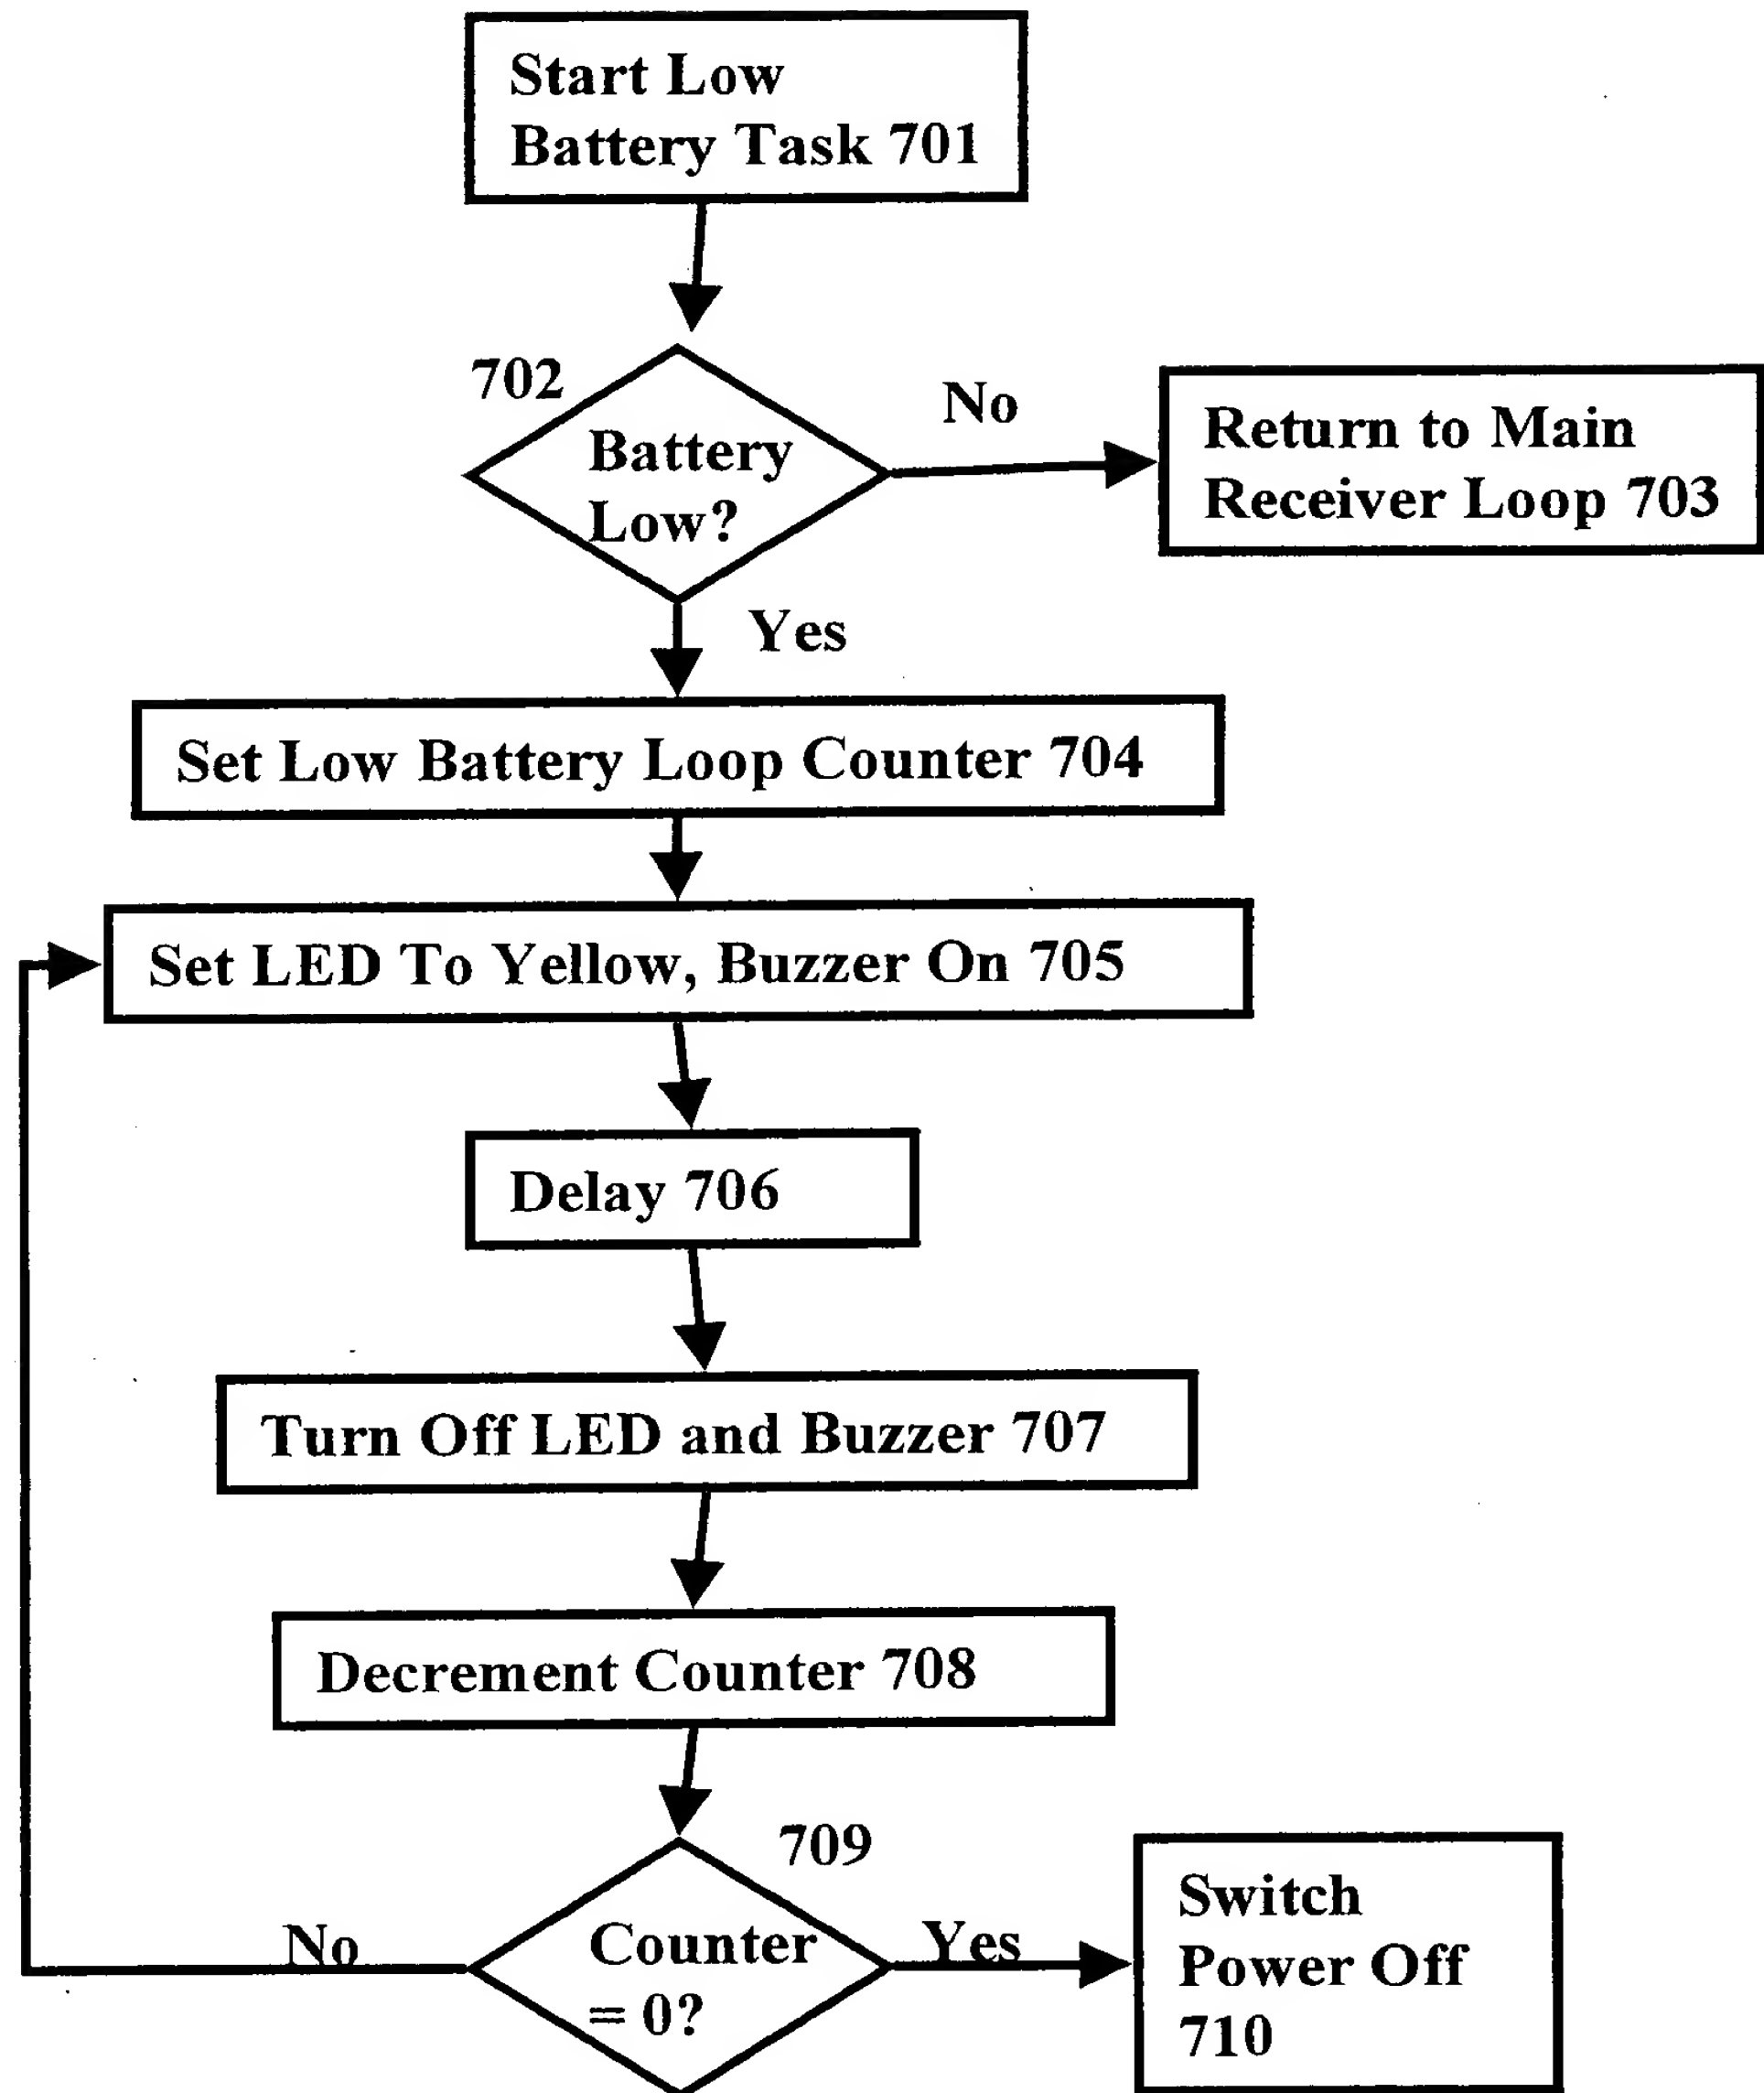 Start Low
Battery Task 701
702
Battery
Low?
No
Return to Main
Receiver Loop 703
Yes
Set Low Battery Loop Counter 704
Set LED To Yellow, Buzzer On 705
Delay 706
Turn Off LED and Buzzer 707
Decrement Counter 708
709
Counter
= 0?
No
Yes
Switch
Power Off
710